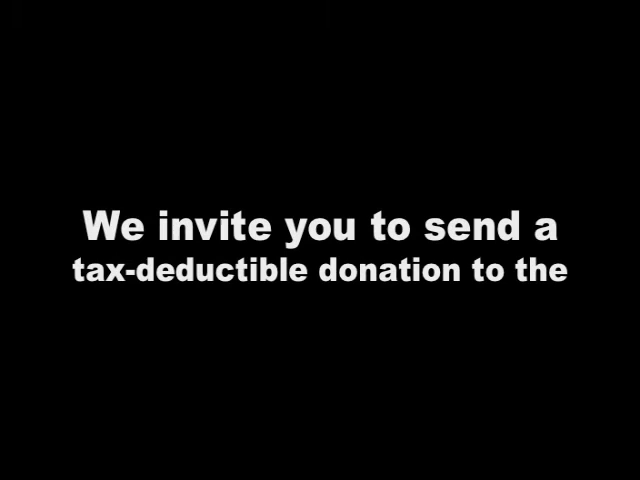 We invite you to send a
tax-deductible donation to the